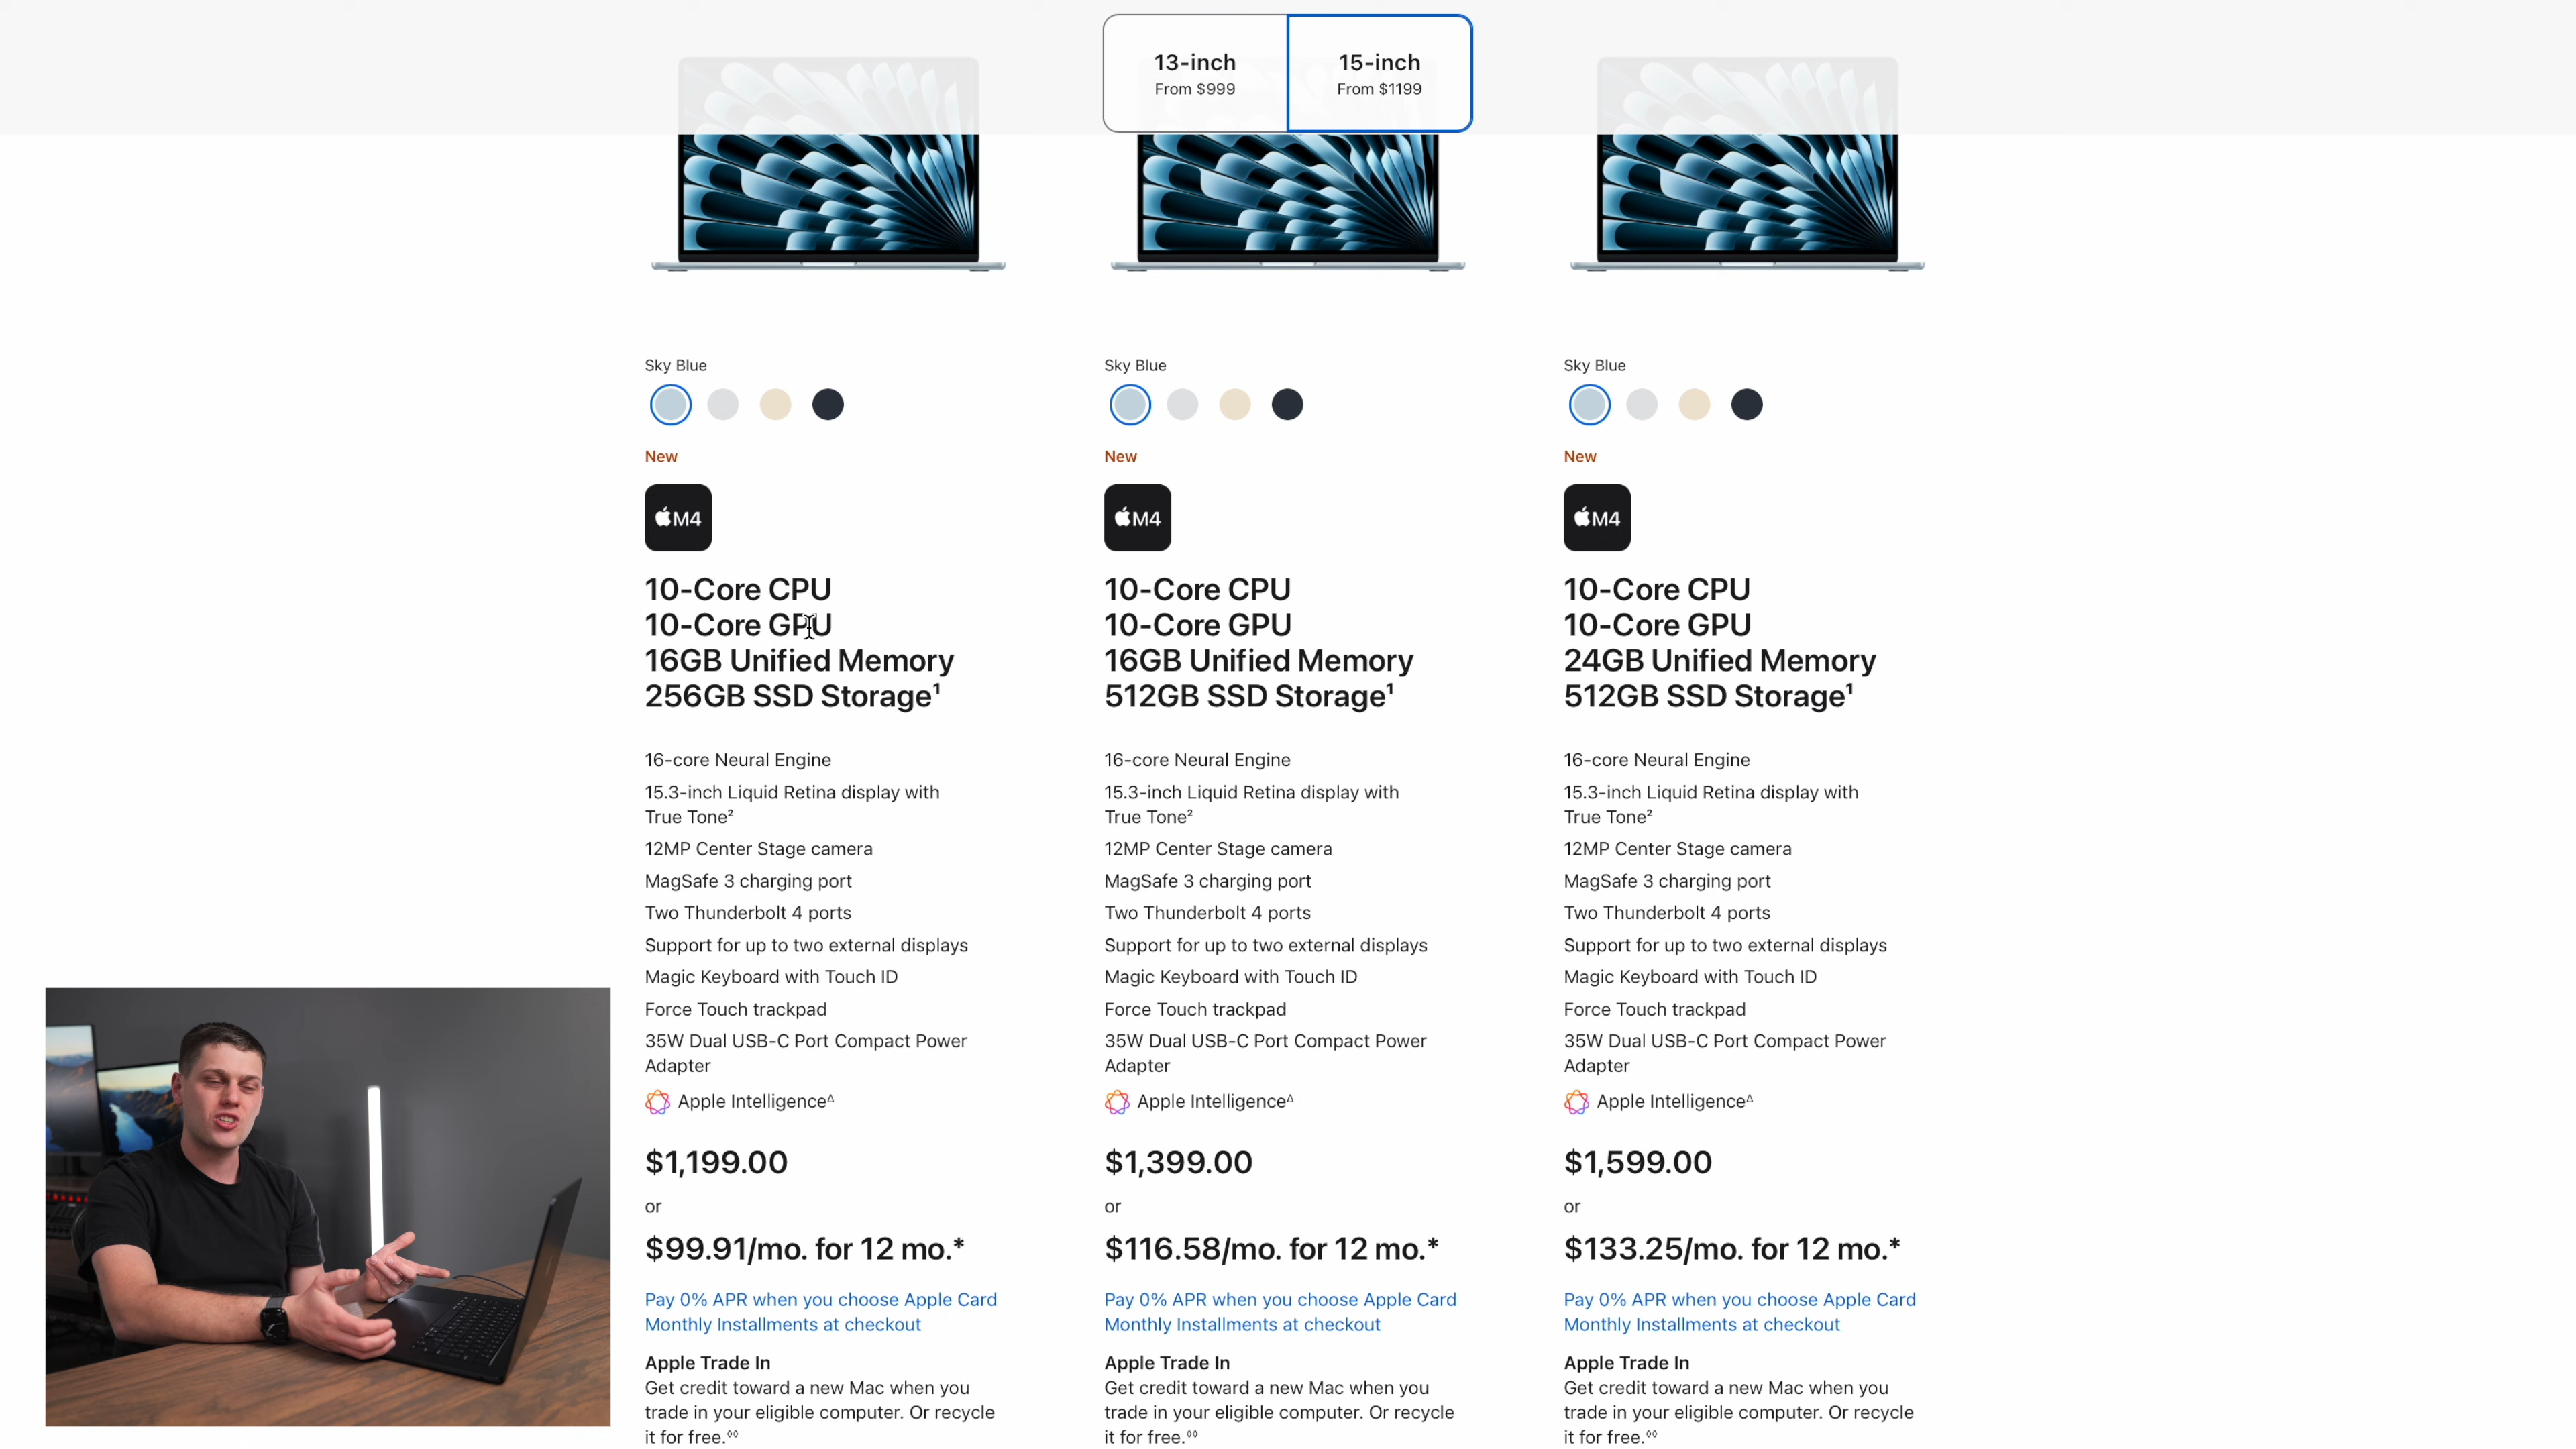 13-inch
From $999
15-inch
From $1199
Sky Blue
New
M4
10-Core CPU
10-Core GPU
16GB Unified Memory
256GB SSD Storage¹
16-core Neural Engine
15.3-inch Liquid Retina display with
True Tone²
12MP Center Stage camera
MagSafe 3 charging port
Two Thunderbolt 4 ports
Support for up to two external displays
Magic Keyboard with Touch ID
Force Touch trackpad
35W Dual USB-C Port Compact Power
Adapter
Apple Intelligence∆
$1,199.00
or
$99.91/mo. for 12 mo.*
Pay 0% APR when you choose Apple Card
Monthly Installments at checkout
Apple Trade In
Get credit toward a new Mac when you
trade in your eligible computer. Or recycle
it for free.◊◊
Sky Blue
New
M4
10-Core CPU
10-Core GPU
16GB Unified Memory
512GB SSD Storage¹
16-core Neural Engine
15.3-inch Liquid Retina display with
True Tone²
12MP Center Stage camera
MagSafe 3 charging port
Two Thunderbolt 4 ports
Support for up to two external displays
Magic Keyboard with Touch ID
Force Touch trackpad
35W Dual USB-C Port Compact Power
Adapter
Apple Intelligence∆
$1,399.00
or
$116.58/mo. for 12 mo.*
Pay 0% APR when you choose Apple Card
Monthly Installments at checkout
Apple Trade In
Get credit toward a new Mac when you
trade in your eligible computer. Or recycle
it for free.◊◊
Sky Blue
New
M4
10-Core CPU
10-Core GPU
24GB Unified Memory
512GB SSD Storage¹
16-core Neural Engine
15.3-inch Liquid Retina display with
True Tone²
12MP Center Stage camera
MagSafe 3 charging port
Two Thunderbolt 4 ports
Support for up to two external displays
Magic Keyboard with Touch ID
Force Touch trackpad
35W Dual USB-C Port Compact Power
Adapter
Apple Intelligence∆
$1,599.00
or
$133.25/mo. for 12 mo.*
Pay 0% APR when you choose Apple Card
Monthly Installments at checkout
Apple Trade In
Get credit toward a new Mac when you
trade in your eligible computer. Or recycle
it for free.◊◊